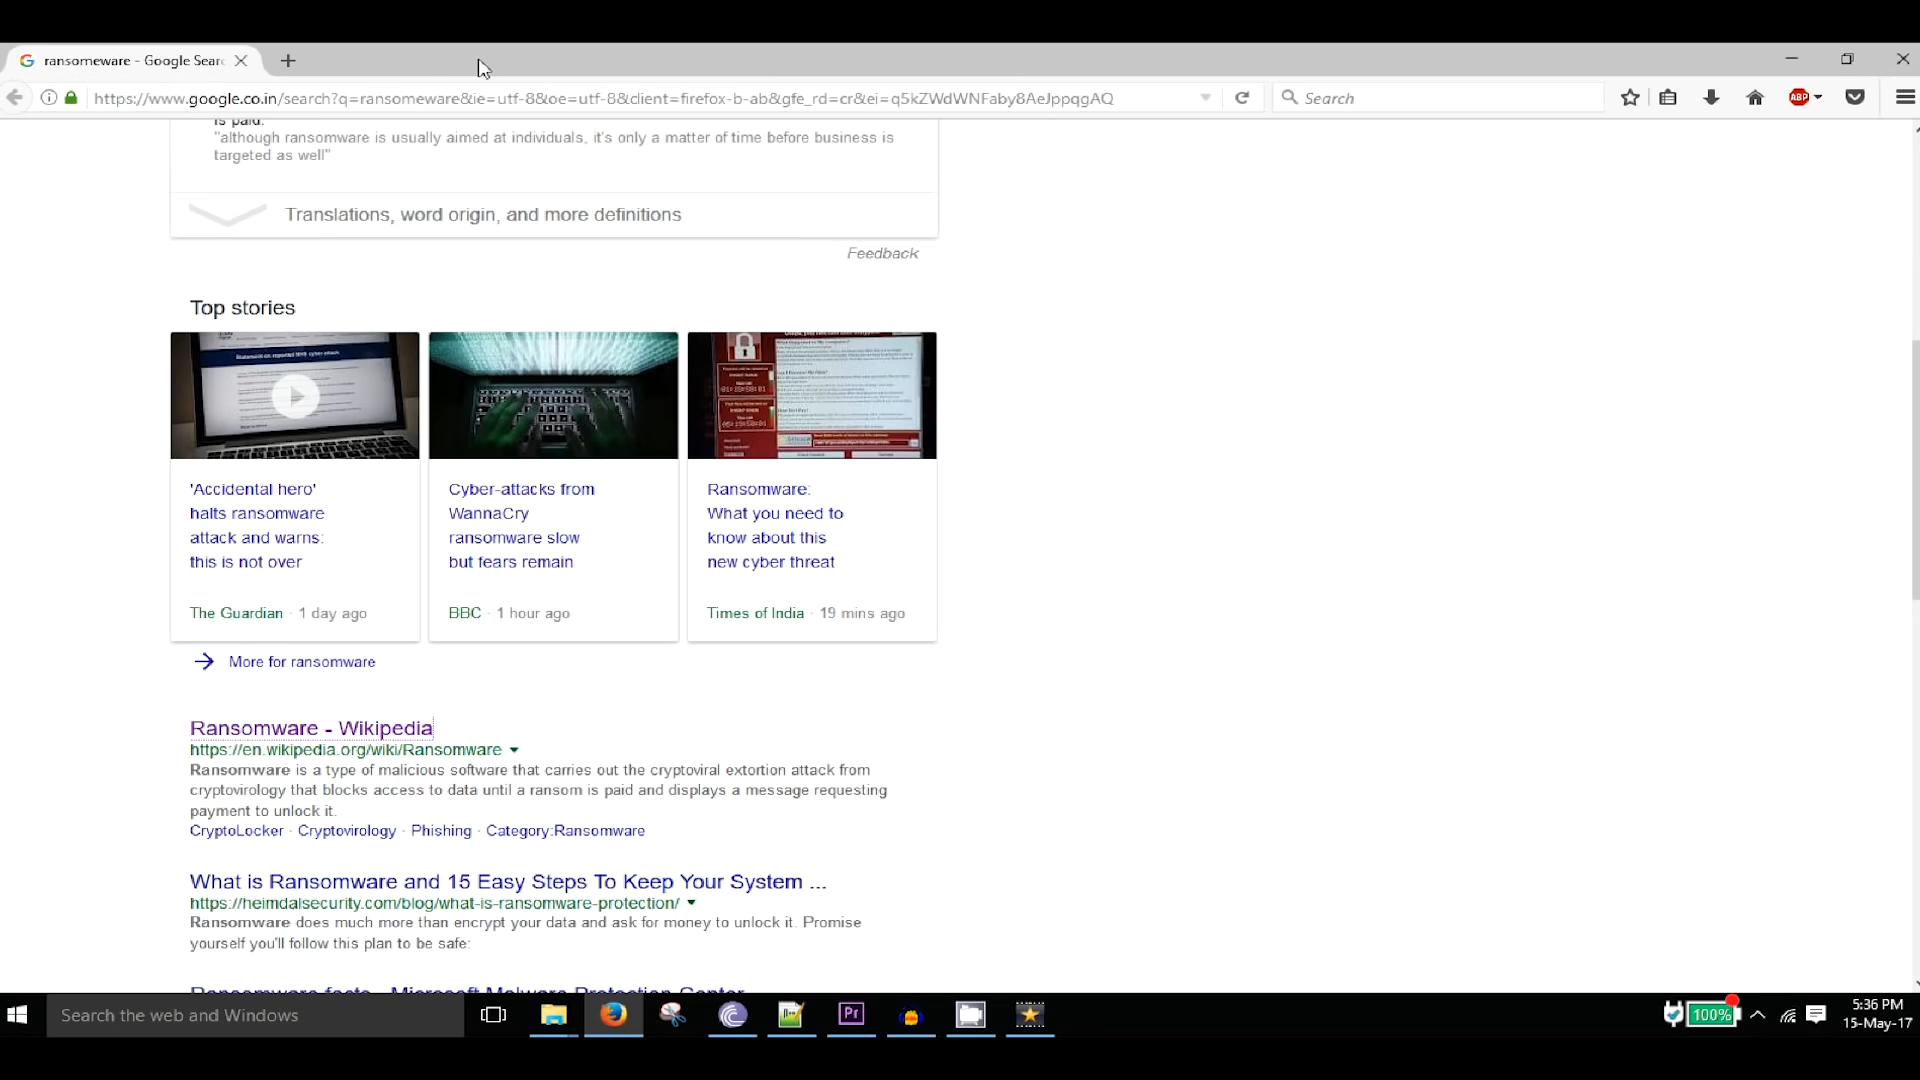 ransomeware - Google Sear
https://www.google.co.in/search?q=ransomeware&ie=utf-8&oe=utf-8&client=firefox-b-ab&gfe_rd=cr&ei=q5kZWdWNFaby8AeJppqgAQ
Search
ABP
is paid.
"although ransomware is usually aimed at individuals, it's only a matter of time before business is
targeted as well"
Translations, word origin, and more definitions
Feedback
Top stories
'Accidental hero'
halts ransomware
attack and warns:
this is not over
The Guardian · 1 day ago
Cyber-attacks from
WannaCry
ransomware slow
but fears remain
BBC · 1 hour ago
Ransomware:
What you need to
know about this
new cyber threat
Times of India · 19 mins ago
More for ransomware
Ransomware - Wikipedia
https://en.wikipedia.org/wiki/Ransomware
Ransomware is a type of malicious software that carries out the cryptoviral extortion attack from
cryptovirology that blocks access to data until a ransom is paid and displays a message requesting
payment to unlock it.
CryptoLocker · Cryptovirology · Phishing · Category:Ransomware
What is Ransomware and 15 Easy Steps To Keep Your System ...
https://heimdalsecurity.com/blog/what-is-ransomware-protection/
Ransomware does much more than encrypt your data and ask for money to unlock it. Promise
yourself you'll follow this plan to be safe:
Ransomware facts - Microsoft Malware Protection Center
Search the web and Windows
Pr
100%
5:36 PM
15-May-17